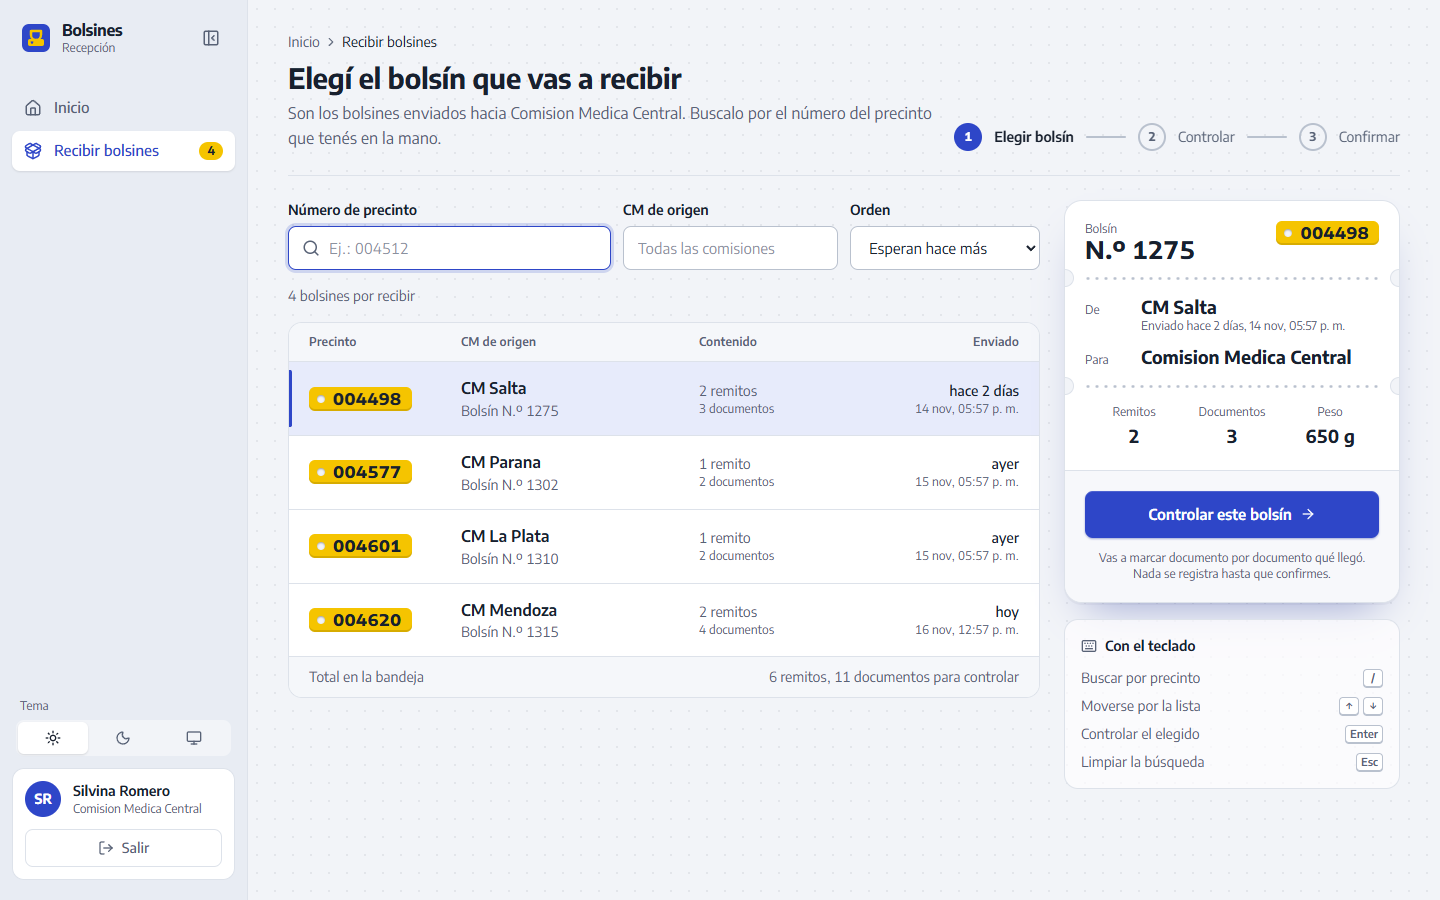 Bolsines
Recepción
Inicio
Recibir bolsines
4
Tema
SR
Silvina Romero
Comision Medica Central
Salir
Inicio
Recibir bolsines
Elegí el bolsín que vas a recibir
Son los bolsines enviados hacia Comision Medica Central. Buscalo por el número del precinto
que tenés en la mano.
1 Elegir bolsín
2 Controlar
3 Confirmar
Número de precinto
CM de origen
Orden
Ej.: 004512
Todas las comisiones
Esperan hace más
4 bolsines por recibir
Precinto CM de origen Contenido Enviado
004498
CM Salta
Bolsín N.º 1275
2 remitos
3 documentos
hace 2 días
14 nov, 05:57 p. m.
004577
CM Parana
Bolsín N.º 1302
1 remito
2 documentos
ayer
15 nov, 05:57 p. m.
004601
CM La Plata
Bolsín N.º 1310
1 remito
2 documentos
ayer
15 nov, 05:57 p. m.
004620
CM Mendoza
Bolsín N.º 1315
2 remitos
4 documentos
hoy
16 nov, 12:57 p. m.
Total en la bandeja
6 remitos, 11 documentos para controlar
Bolsín
N.º 1275
004498
De
CM Salta
Enviado hace 2 días, 14 nov, 05:57 p. m.
Para
Comision Medica Central
Remitos Documentos Peso
2 3 650 g
Controlar este bolsín
Vas a marcar documento por documento qué llegó.
Nada se registra hasta que confirmes.
Con el teclado
Buscar por precinto /
Moverse por la lista ↑ ↓
Controlar el elegido Enter
Limpiar la búsqueda Esc